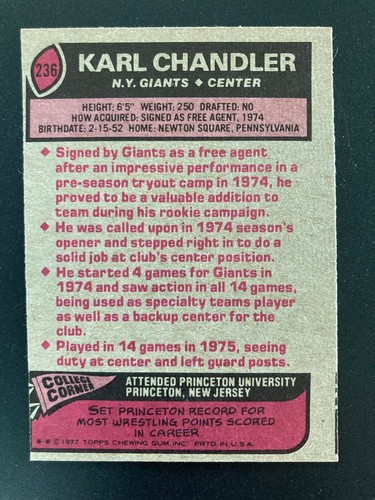 236
KARL CHANDLER
N.Y. GIANTS ◆ CENTER
HEIGHT: 6'5" WEIGHT: 250 DRAFTED: NO
HOW ACQUIRED: SIGNED AS FREE AGENT, 1974
BIRTHDATE: 2-15-52 HOME: NEWTON SQUARE, PENNSYLVANIA
◆ Signed by Giants as a free agent
after an impressive performance in a
pre-season tryout camp in 1974, he
proved to be a valuable addition to
team during his rookie campaign.
◆ He was called upon in 1974 season's
opener and stepped right in to do a
solid job at club's center position.
◆ He started 4 games for Giants in
1974 and saw action in all 14 games,
being used as specialty teams player
as well as a backup center for the
club.
◆ Played in 14 games in 1975, seeing
duty at center and left guard posts.
COLLEGE
CORNER
ATTENDED PRINCETON UNIVERSITY
PRINCETON, NEW JERSEY
SET PRINCETON RECORD FOR
MOST WRESTLING POINTS SCORED
IN CAREER
✶ ✶ © 1977 TOPPS CHEWING GUM INC. PRTD. IN U.S.A.